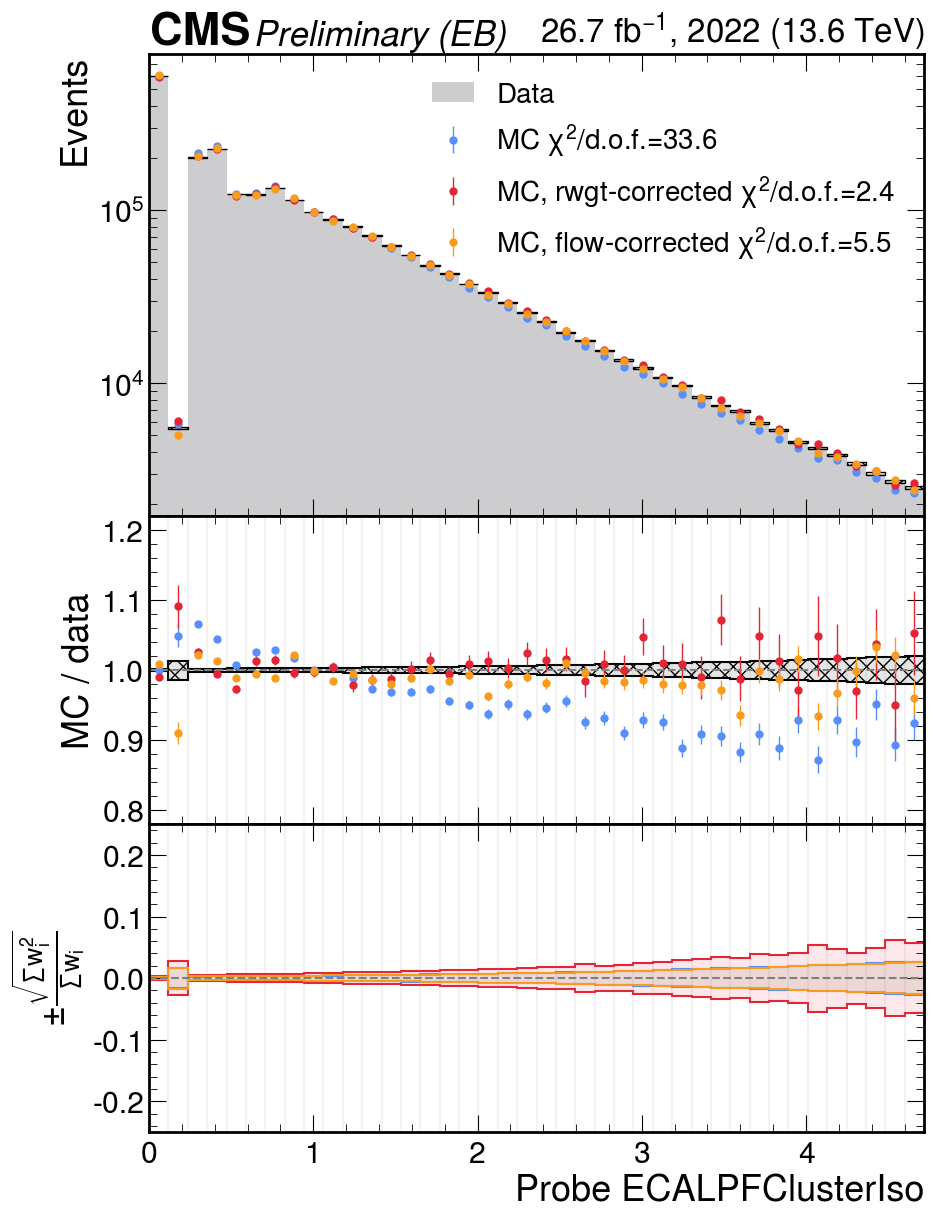 CMS Preliminary (EB) 26.7 fb⁻¹, 2022 (13.6 TeV)
Events
Data
MC χ²/d.o.f.=33.6
MC, rwgt-corrected χ²/d.o.f.=2.4
MC, flow-corrected χ²/d.o.f.=5.5
10⁵
10⁴
MC / data
1.2
1.1
1.0
0.9
0.8
± √Σwᵢ² / Σwᵢ
0.2
0.1
0.0
-0.1
-0.2
0 1 2 3 4
Probe ECALPFClusterIso